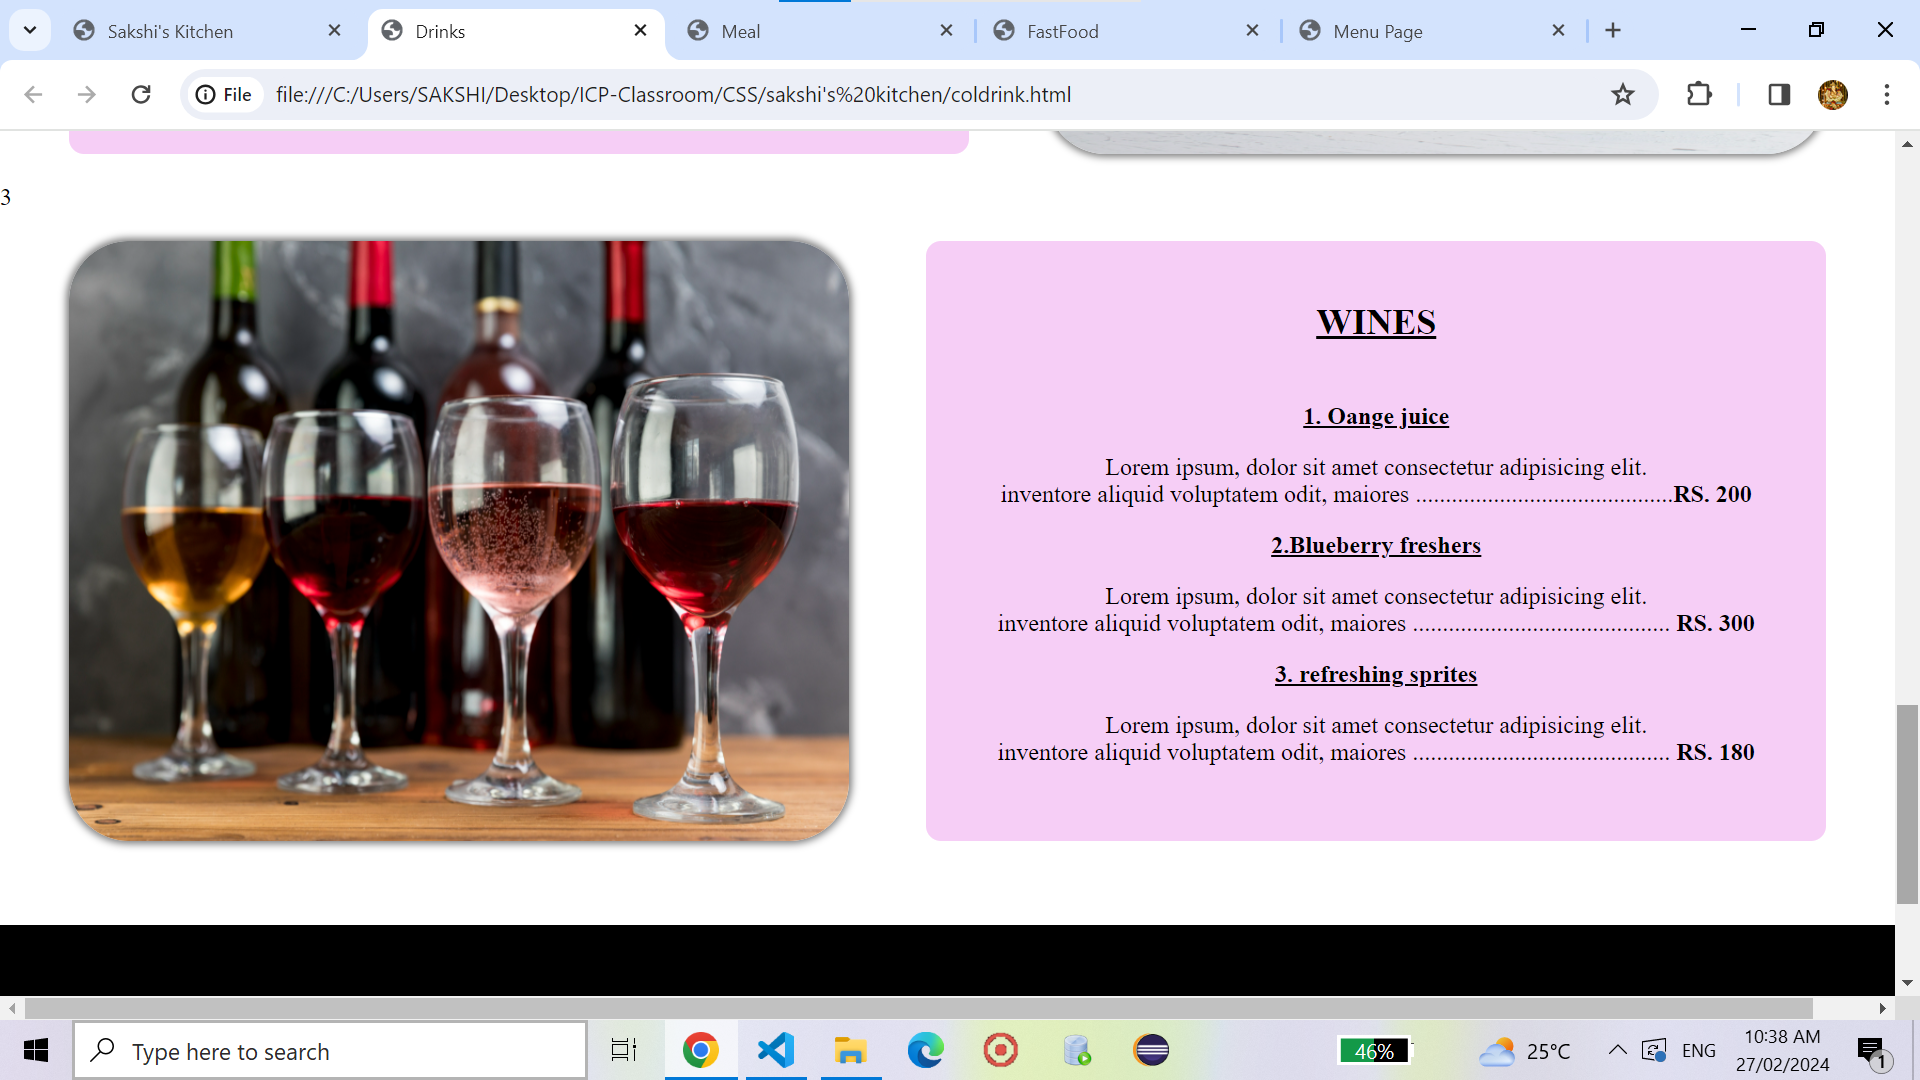 Sakshi's Kitchen
Drinks
Meal
FastFood
Menu Page
File
file:///C:/Users/SAKSHI/Desktop/ICP-Classroom/CSS/sakshi's%20kitchen/coldrink.html
3
WINES
1. Oange juice
Lorem ipsum, dolor sit amet consectetur adipisicing elit.
inventore aliquid voluptatem odit, maiores ...........................................RS. 200
2.Blueberry freshers
Lorem ipsum, dolor sit amet consectetur adipisicing elit.
inventore aliquid voluptatem odit, maiores ........................................... RS. 300
3. refreshing sprites
Lorem ipsum, dolor sit amet consectetur adipisicing elit.
inventore aliquid voluptatem odit, maiores ........................................... RS. 180
Type here to search
46%
25°C
ENG
10:38 AM
27/02/2024
1